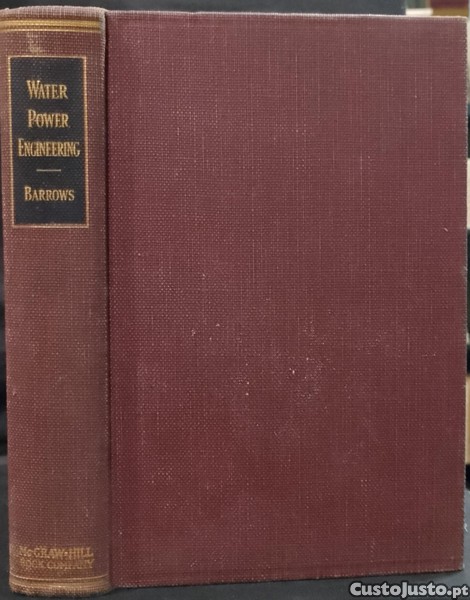 WATER
POWER
ENGINEERING
BARROWS
McGRAW-HILL
BOOK COMPANY
CustoJusto.pt